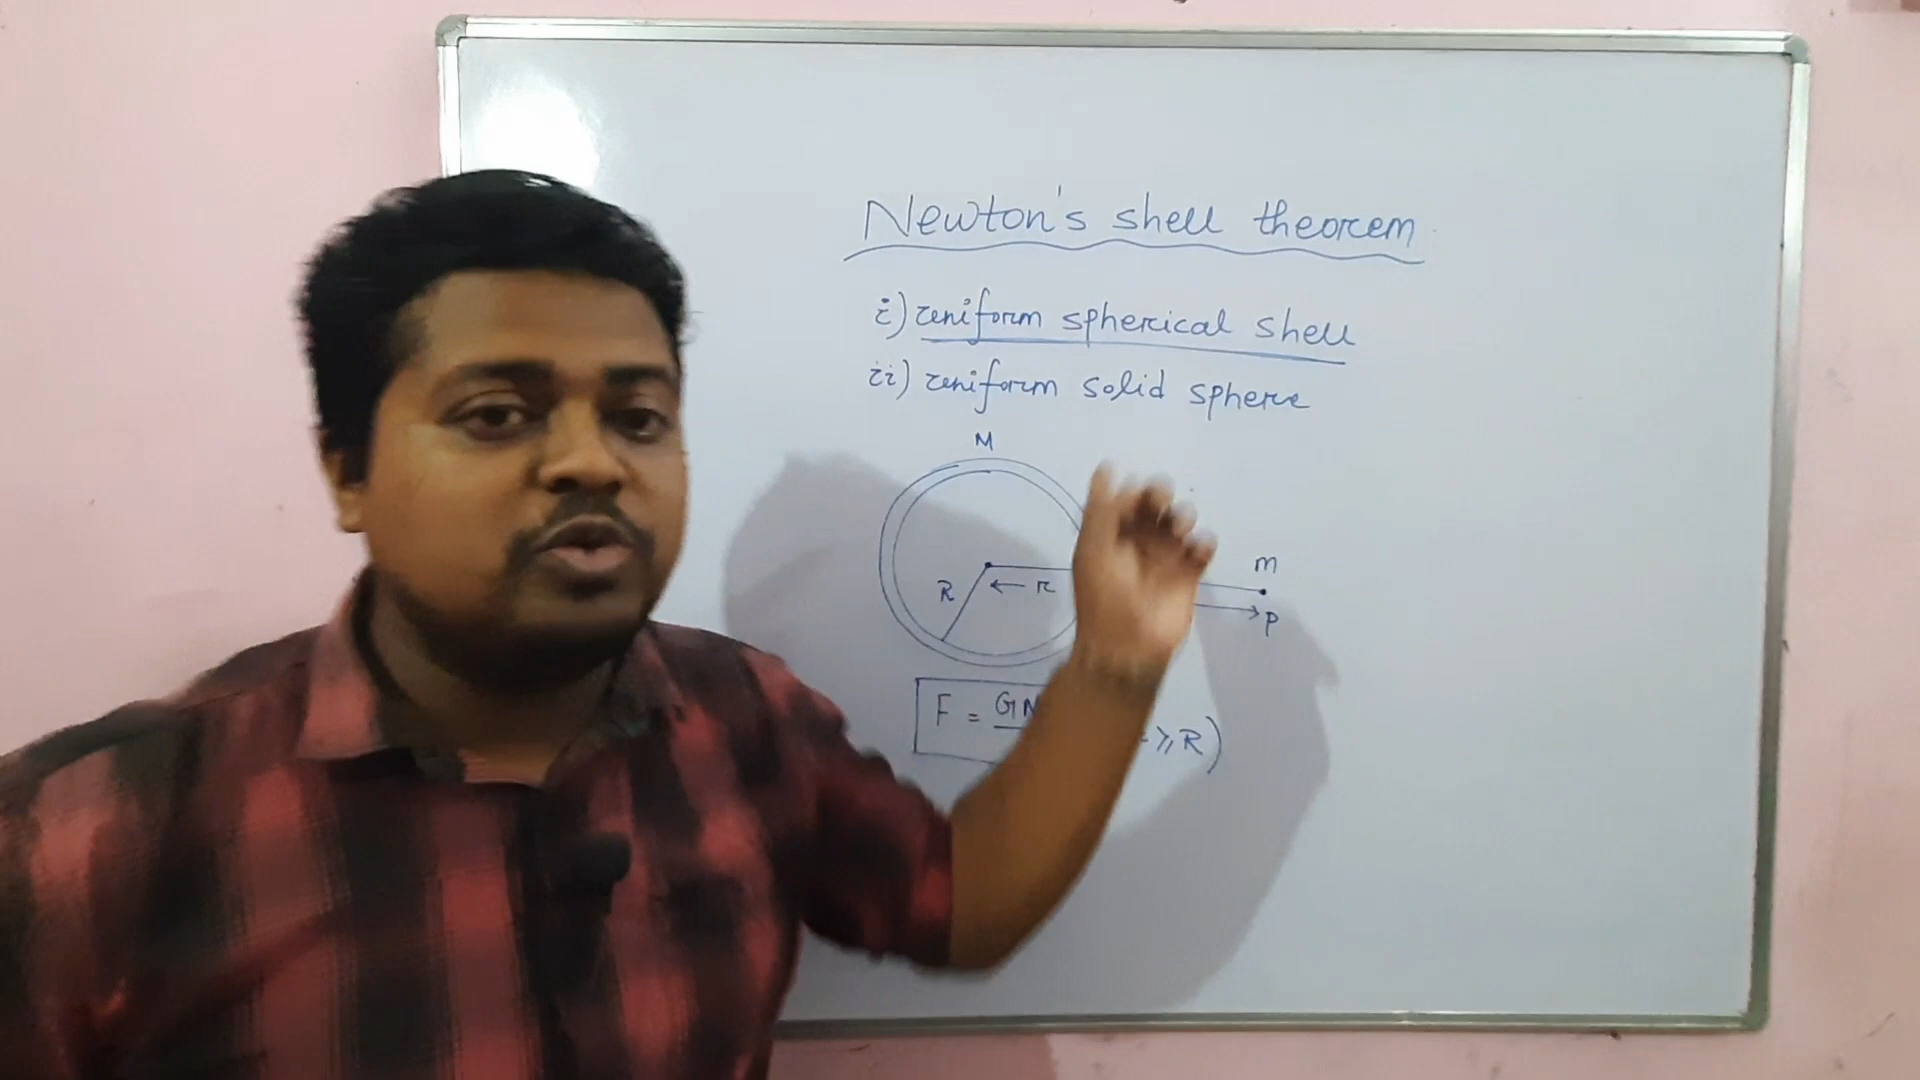 Newton's shell theorem
i) uniform spherical shell
ii) uniform solid sphere
M
m
R
r
P
F = GM
≥ R)